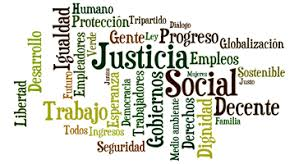 Humano
Protección
Tripartido
Dialogo
Igualdad
Empleadores
Verde
Gente
Ley
Progreso
Globalización
Desarrollo
Justicia
Empleos
Futuro
Junta
Esperanza
Mujeres
Sostenible
Social
Justo
Libertad
Trabajo
Democracia
Trabajadores
Gobiernos
Decente
Todos
Ingresos
Medio ambiente
Derechos
Dignidad
Familia
Seguridad